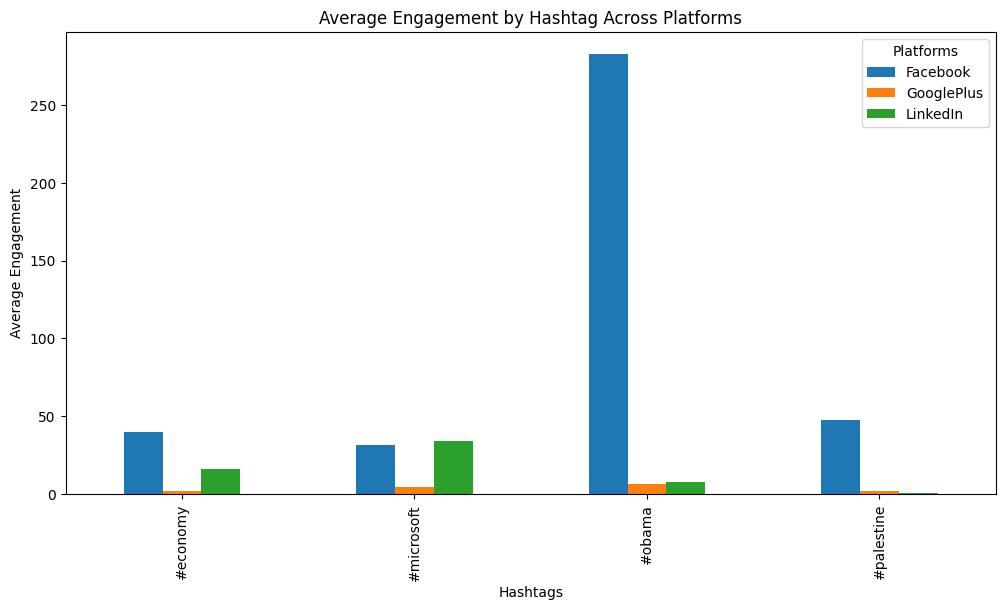 Average Engagement by Hashtag Across Platforms
Platforms
Facebook
GooglePlus
LinkedIn
Average Engagement
250
200
150
100
50
0
#economy
#microsoft
#obama
#palestine
Hashtags